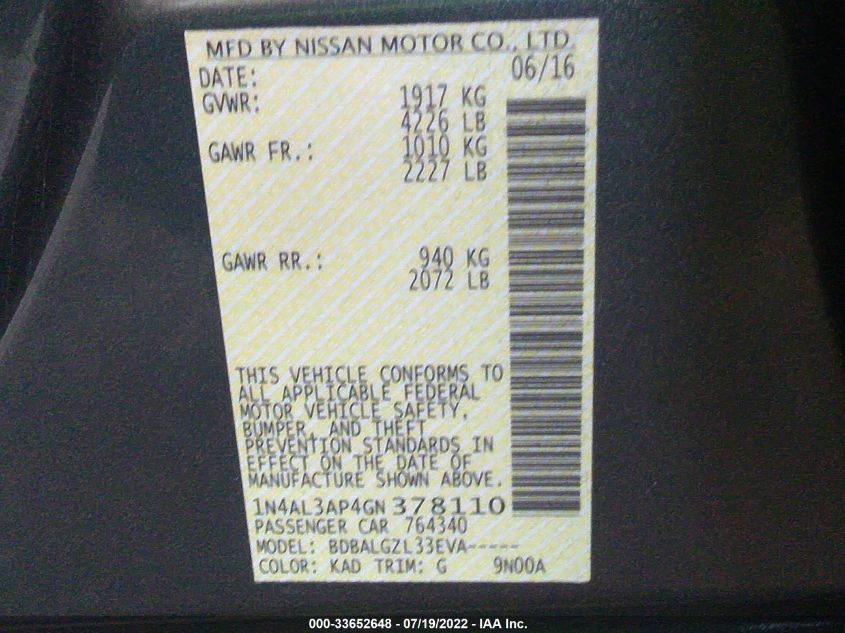 MFD BY NISSAN MOTOR CO., LTD.
DATE: 06/16
GVWR: 1917 KG
4226 LB
GAWR FR.: 1010 KG
2227 LB
GAWR RR.: 940 KG
2072 LB
THIS VEHICLE CONFORMS TO
ALL APPLICABLE FEDERAL
MOTOR VEHICLE SAFETY,
BUMPER, AND THEFT
PREVENTION STANDARDS IN
EFFECT ON THE DATE OF
MANUFACTURE SHOWN ABOVE.
1N4AL3AP4GN378110
PASSENGER CAR 764340
MODEL: BDBALGZL33EVA-----
COLOR: KAD TRIM: G 9N00A
000-33652648 - 07/19/2022 - IAA Inc.